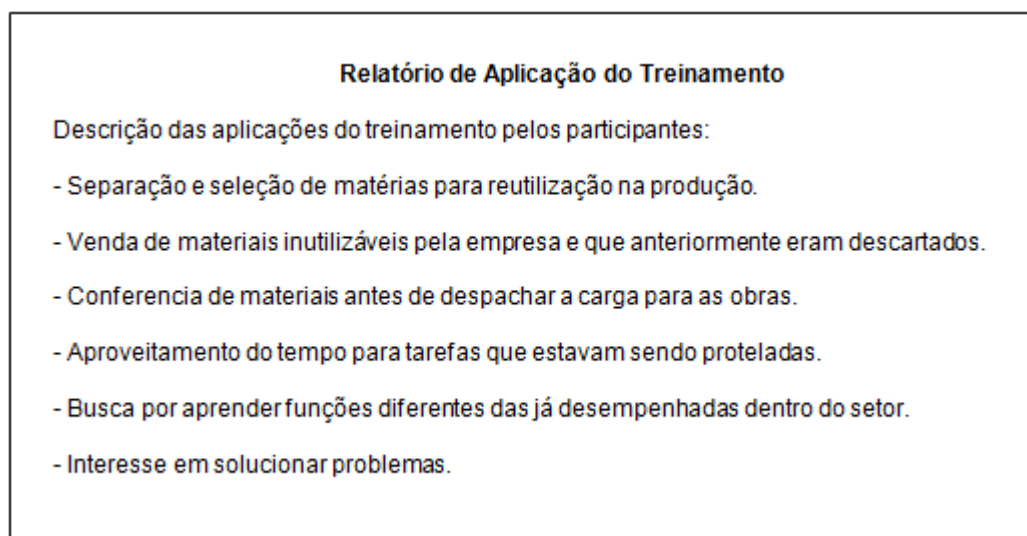 Relatório de Aplicação do Treinamento
Descrição das aplicações do treinamento pelos participantes:
- Separação e seleção de matérias para reutilização na produção.
- Venda de materiais inutilizáveis pela empresa e que anteriormente eram descartados.
- Conferencia de materiais antes de despachar a carga para as obras.
- Aproveitamento do tempo para tarefas que estavam sendo proteladas.
- Busca por aprender funções diferentes das já desempenhadas dentro do setor.
- Interesse em solucionar problemas.